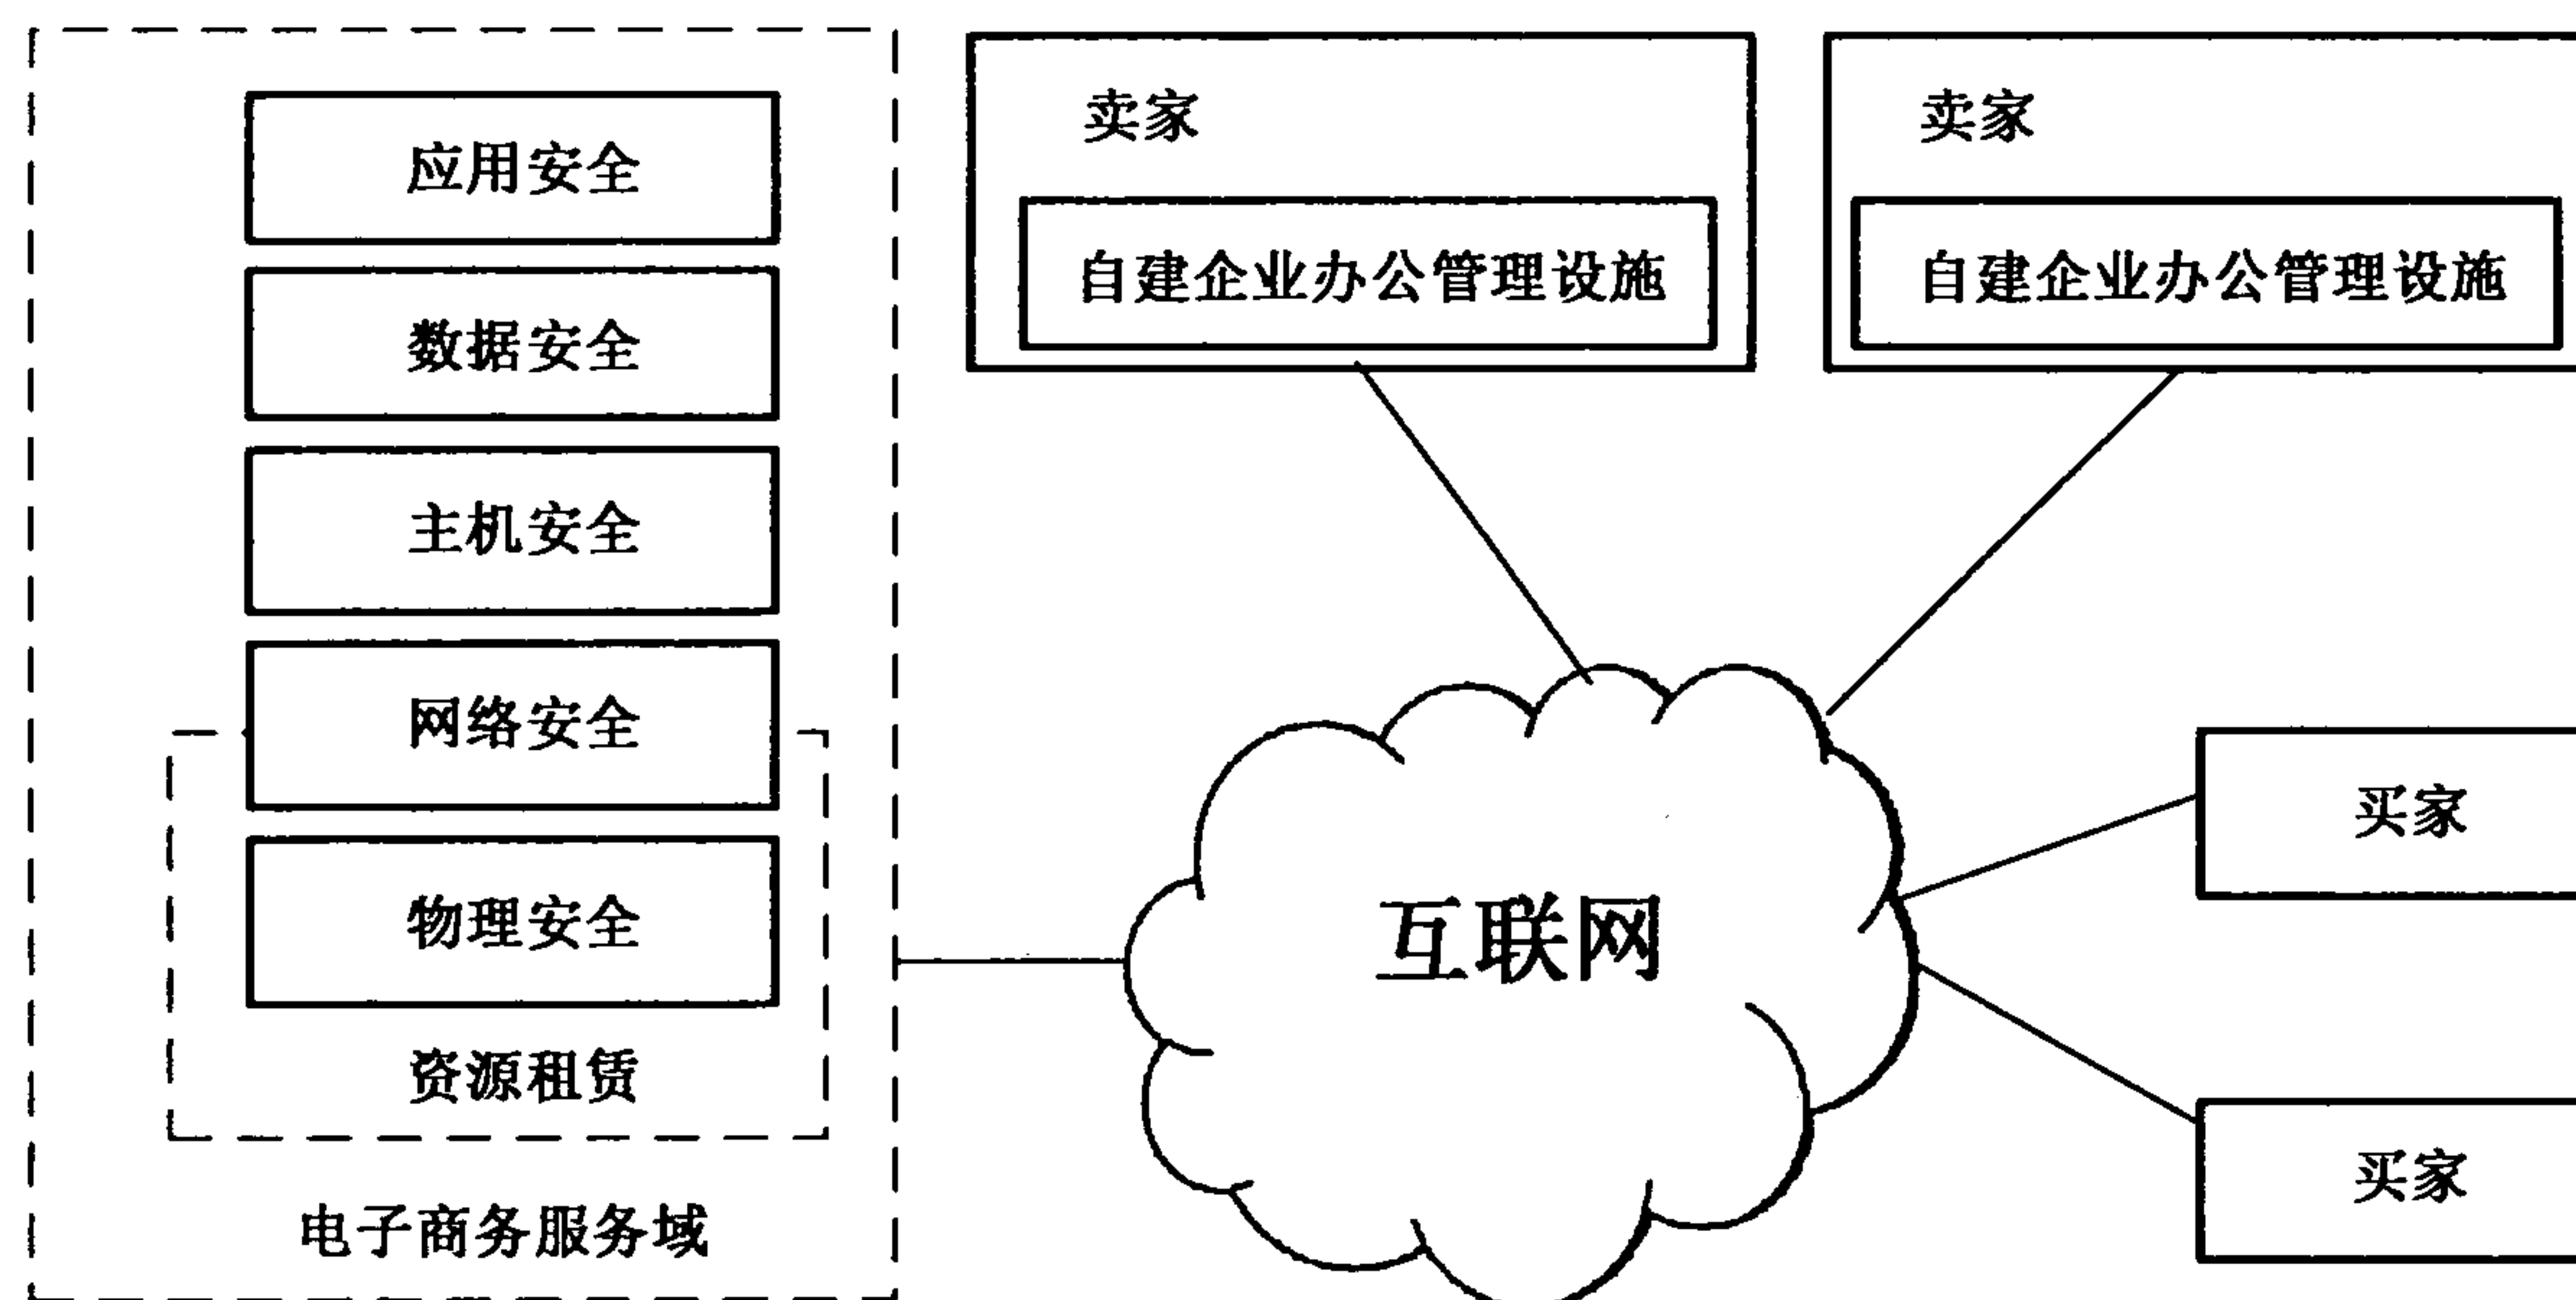 应用安全
数据安全
主机安全
网络安全
物理安全
资源租赁
电子商务服务域
卖家
自建企业办公管理设施
卖家
自建企业办公管理设施
互联网
买家
买家